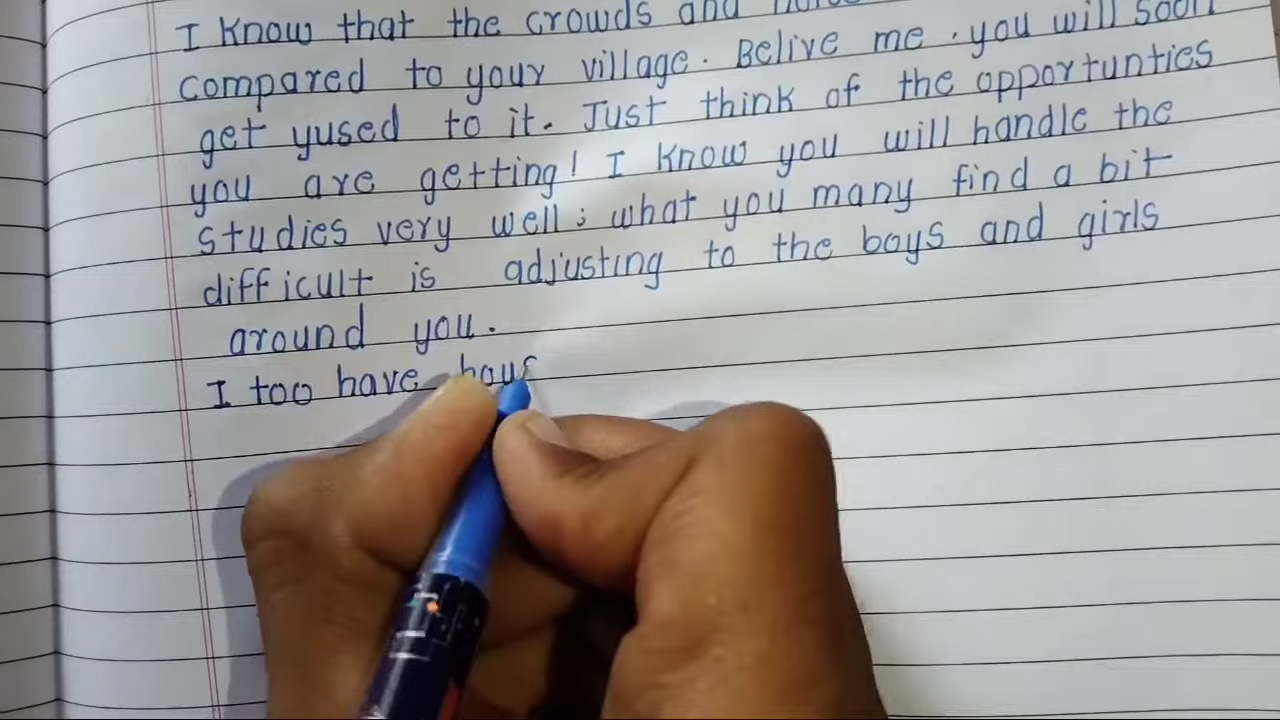 I Know that the crowds and
compared to your village. Belive me . you will soon
get yused to it. Just think of the opportunties
you are getting! I Know you will handle the
studies very well; what you many find a bit
difficult is adjusting to the boys and girls
around you.
I too have